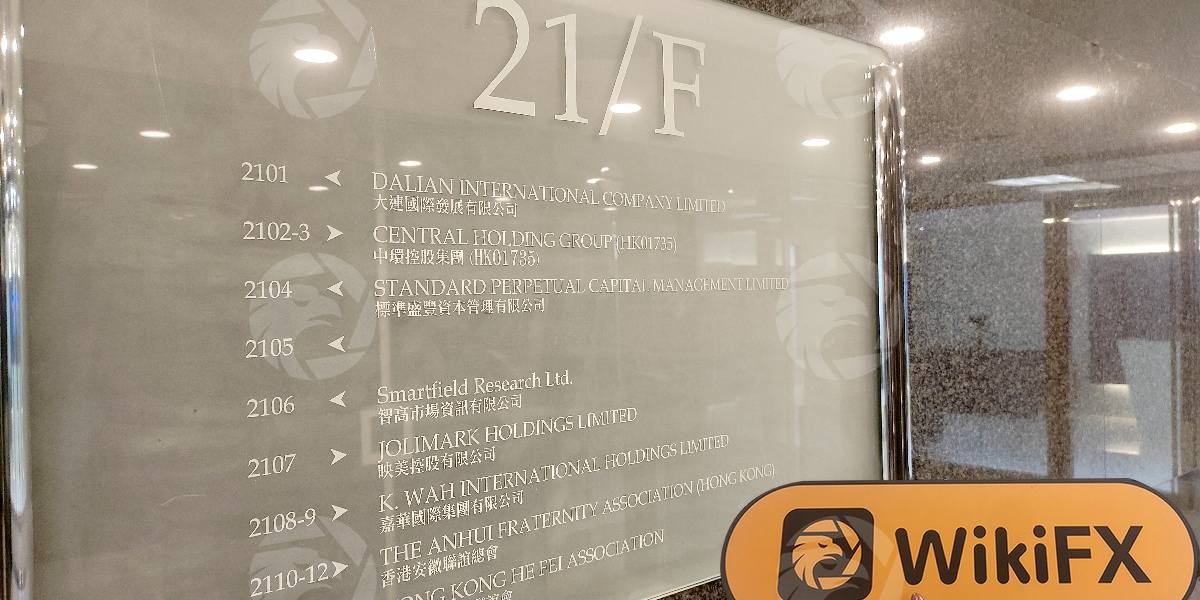 21/F
2101 DALIAN INTERNATIONAL COMPANY LIMITED
大連國際發展有限公司
2102-3 CENTRAL HOLDING GROUP (HK01735)
中環控股集團 (HK01735)
2104 STANDARD PERPETUAL CAPITAL MANAGEMENT LIMITED
標準盛豐資本管理有限公司
2105
2106 Smartfield Research Ltd.
智高市場資訊有限公司
2107 JOLIMARK HOLDINGS LIMITED
映美控股有限公司
2108-9 K. WAH INTERNATIONAL HOLDINGS LIMITED
嘉華國際集團有限公司
2110-12 THE ANHUI FRATERNITY ASSOCIATION (HONG KONG)
香港安徽聯誼總會
ONG KONG HE FEI ASSOCIATION
WikiFX